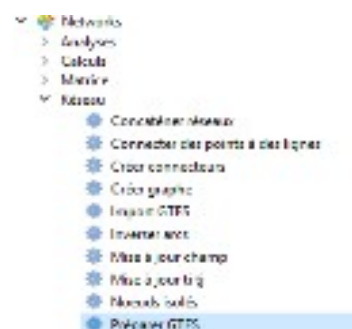 Networks
Analyses
Calculs
Matrice
Réseau
Concaténer réseaux
Connecter des points à des lignes
Créer connecteurs
Créer graphe
Import GTFS
Inverser arcs
Mise à jour champ
Mise à jour trg
Noeuds isolés
Préparer GTFS